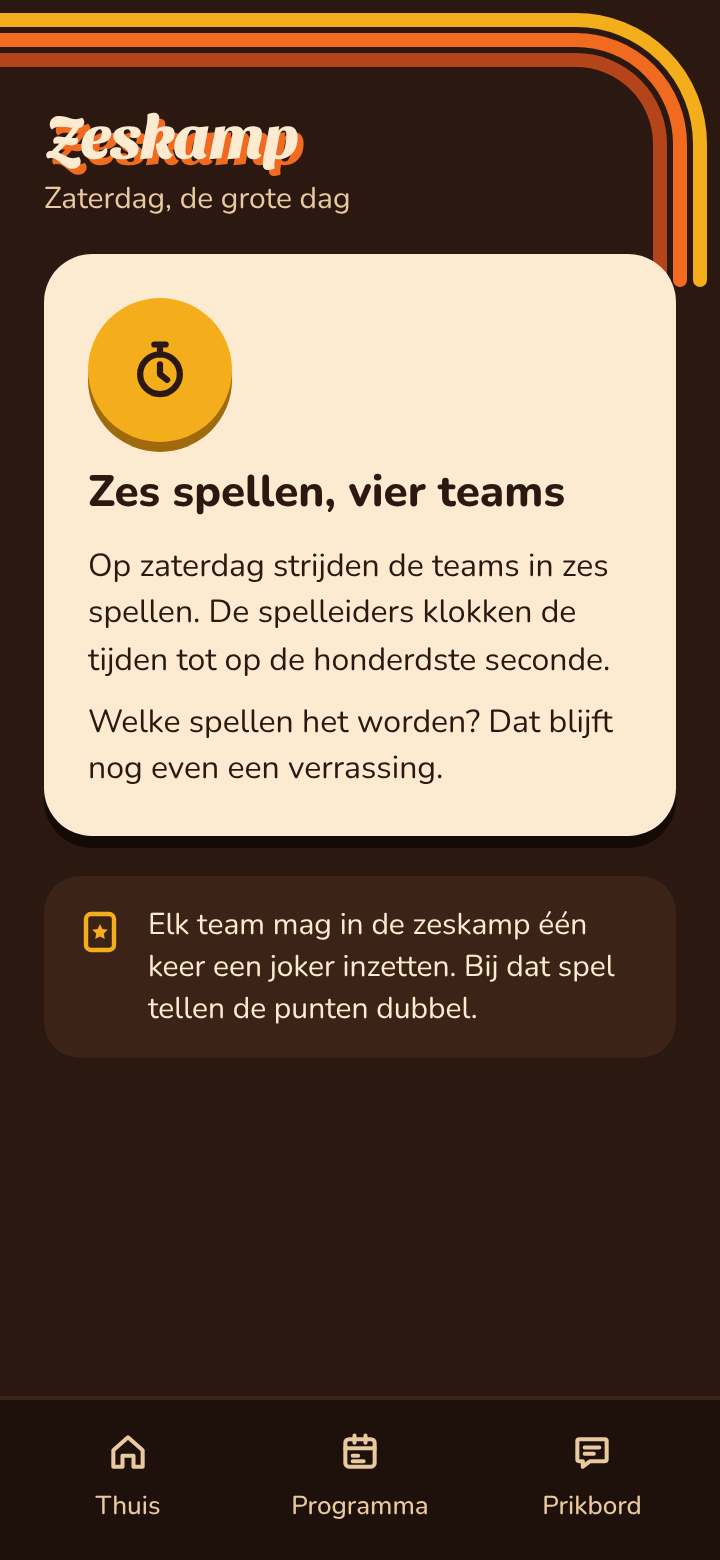 Zeskamp
Zaterdag, de grote dag
Zes spellen, vier teams
Op zaterdag strijden de teams in zes
spellen. De spelleiders klokken de
tijden tot op de honderdste seconde.
Welke spellen het worden? Dat blijft
nog even een verrassing.
Elk team mag in de zeskamp één
keer een joker inzetten. Bij dat spel
tellen de punten dubbel.
Thuis
Programma
Prikbord